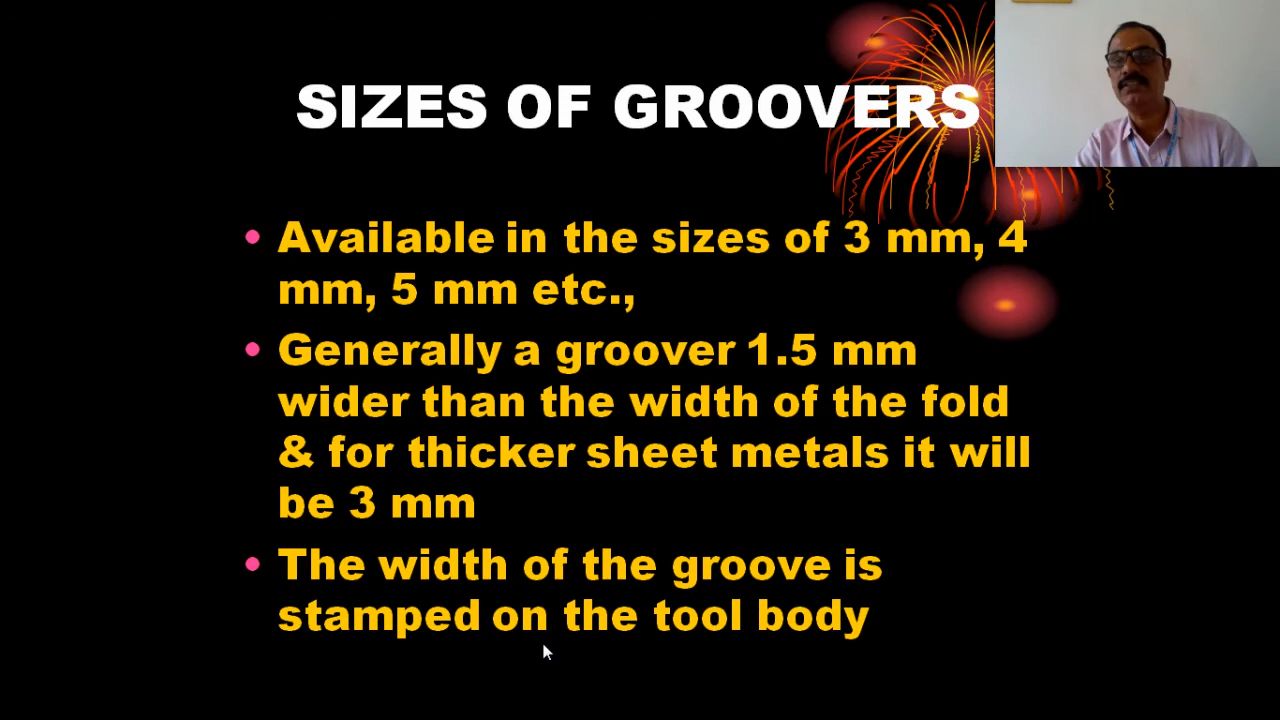 SIZES OF GROOVERS
• Available in the sizes of 3 mm, 4
mm, 5 mm etc.,
• Generally a groover 1.5 mm
wider than the width of the fold
& for thicker sheet metals it will
be 3 mm
• The width of the groove is
stamped on the tool body